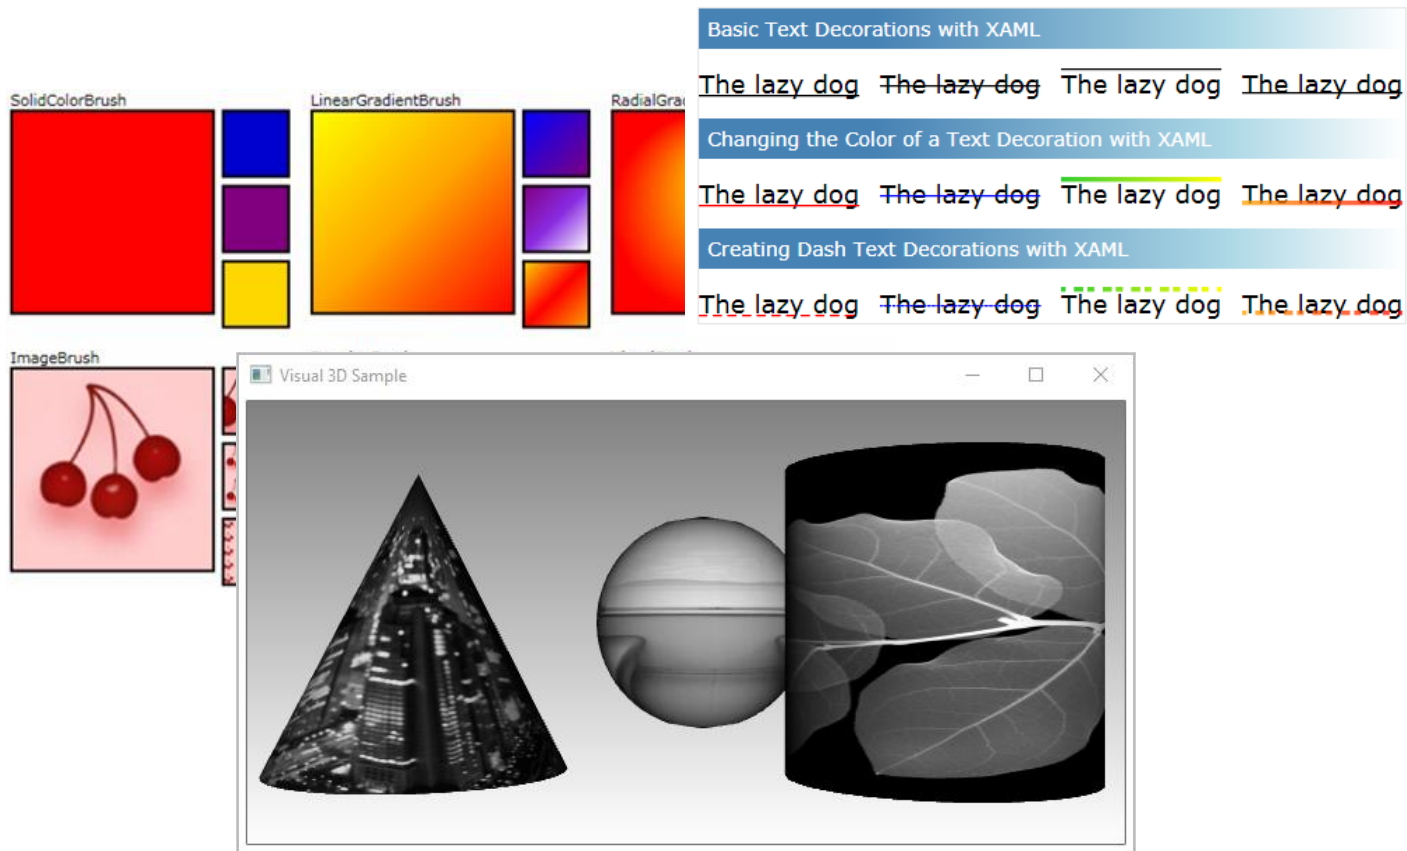 Basic Text Decorations with XAML
The lazy dog The lazy dog The lazy dog The lazy dog
Changing the Color of a Text Decoration with XAML
The lazy dog The lazy dog The lazy dog The lazy dog
Creating Dash Text Decorations with XAML
The lazy dog The lazy dog The lazy dog The lazy dog
SolidColorBrush LinearGradientBrush RadialGra
ImageBrush
Visual 3D Sample